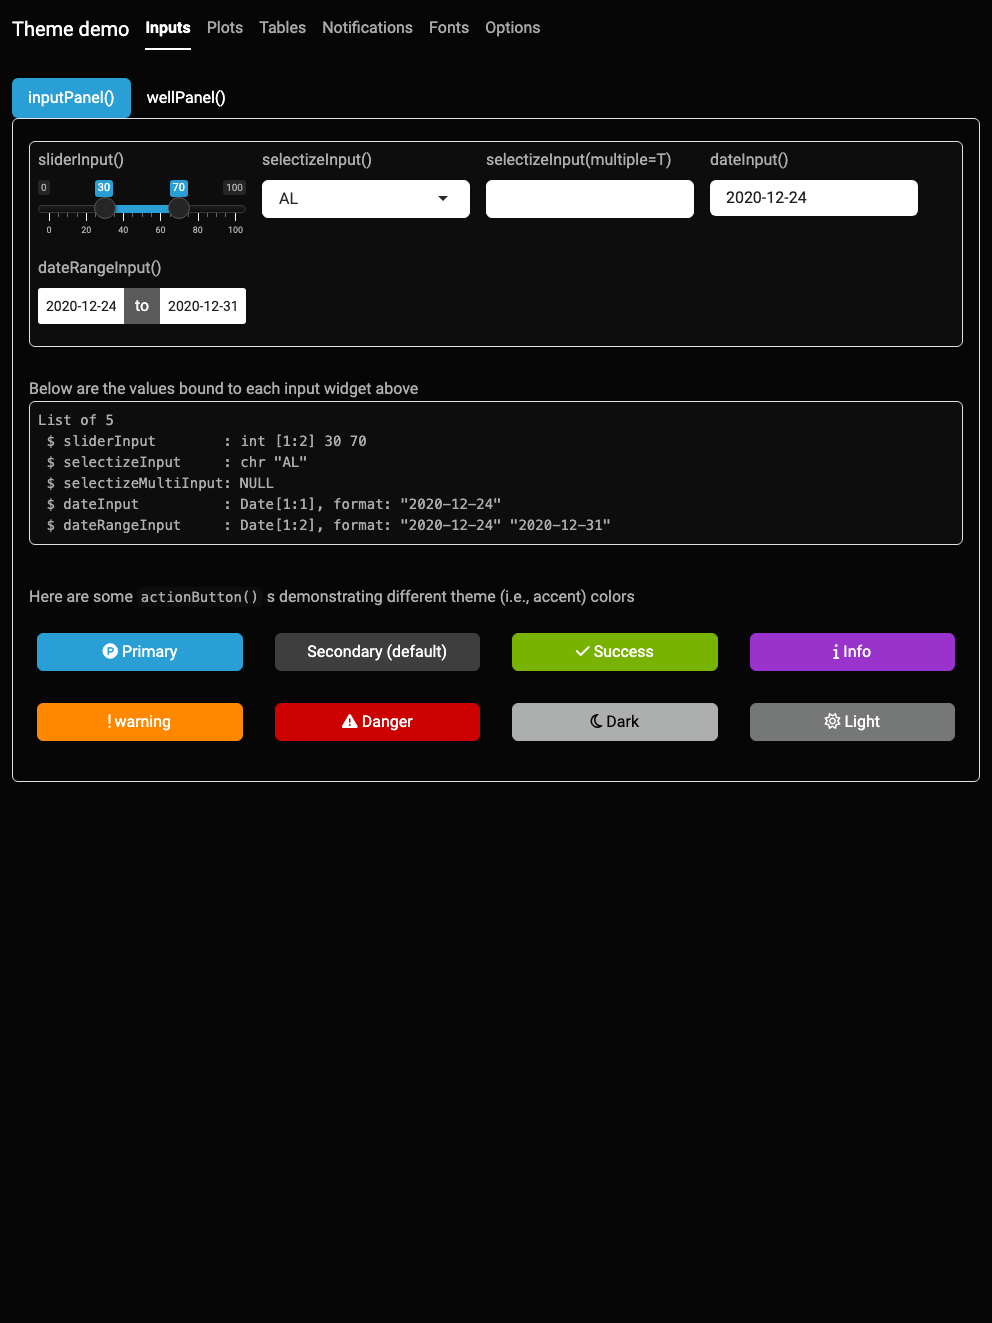 Theme demo Inputs Plots Tables Notifications Fonts Options
inputPanel() wellPanel()
sliderInput() selectizeInput() selectizeInput(multiple=T) dateInput()
0 30 70 100
AL
2020-12-24
0 20 40 60 80 100
dateRangeInput()
2020-12-24 to 2020-12-31
Below are the values bound to each input widget above
List of 5
$ sliderInput : int [1:2] 30 70
$ selectizeInput : chr "AL"
$ selectizeMultiInput: NULL
$ dateInput : Date[1:1], format: "2020-12-24"
$ dateRangeInput : Date[1:2], format: "2020-12-24" "2020-12-31"
Here are some actionButton() s demonstrating different theme (i.e., accent) colors
Primary Secondary (default) Success Info
warning Danger Dark Light